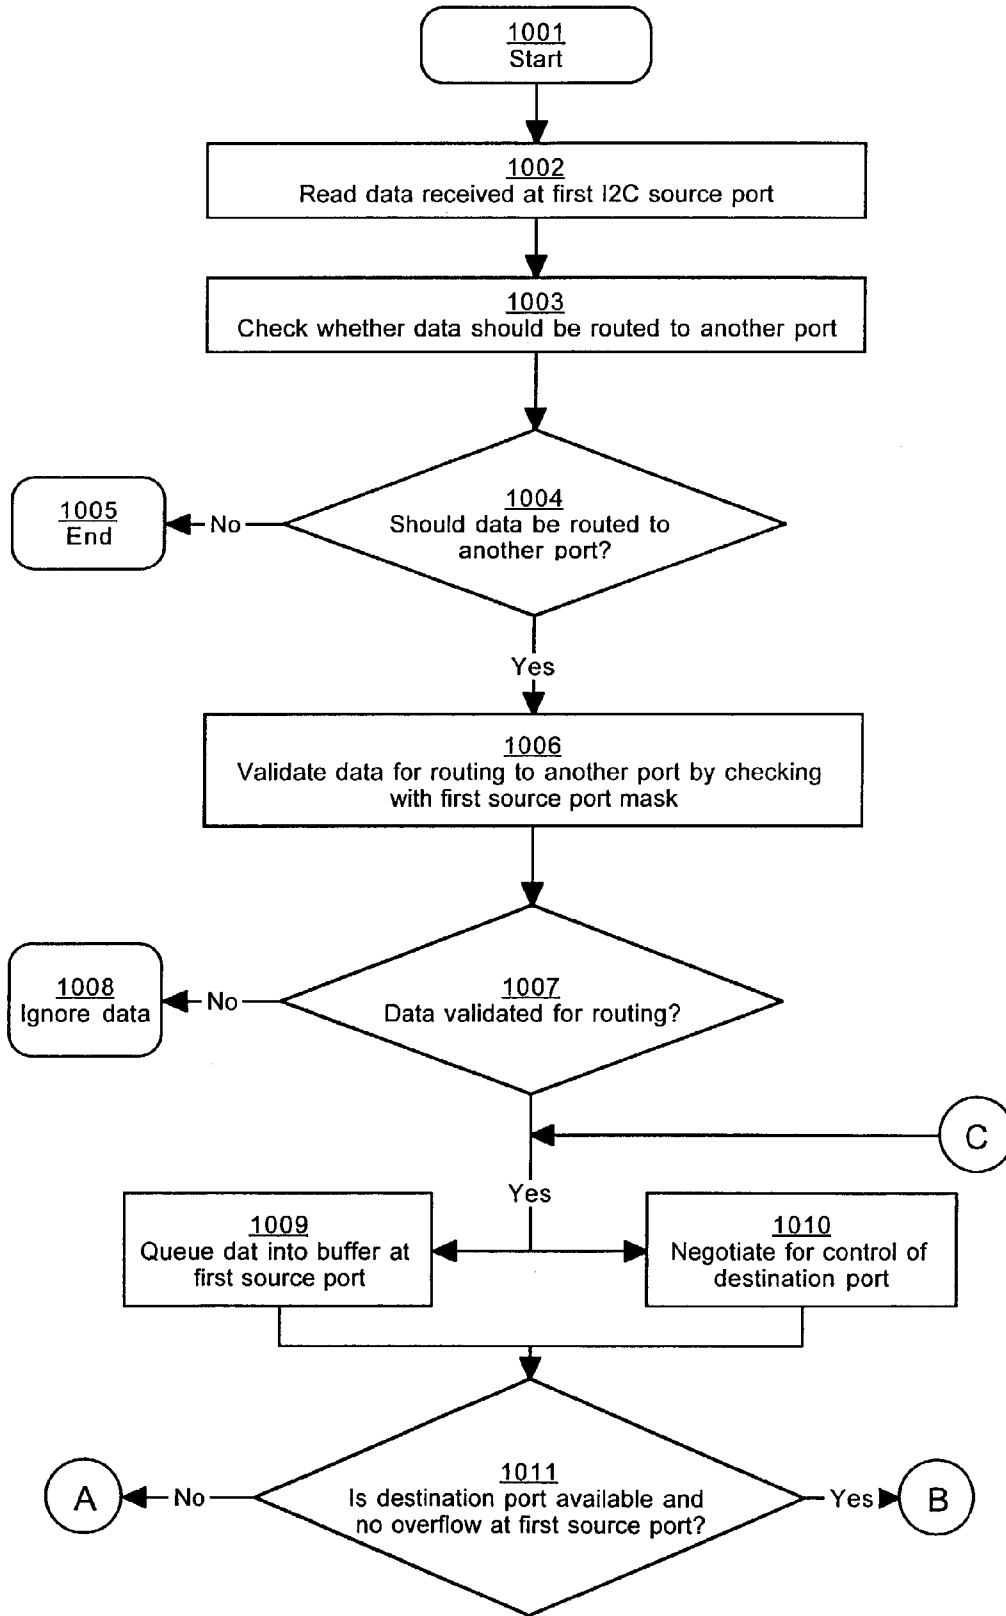 1001
Start
1002
Read data received at first I2C source port
1003
Check whether data should be routed to another port
1004
Should data be routed to
another port?
1005
End
No
Yes
1006
Validate data for routing to another port by checking
with first source port mask
1007
Data validated for routing?
1008
Ignore data
No
C
Yes
1009
Queue dat into buffer at
first source port
1010
Negotiate for control of
destination port
1011
Is destination port available and
no overflow at first source port?
A
No
Yes
B